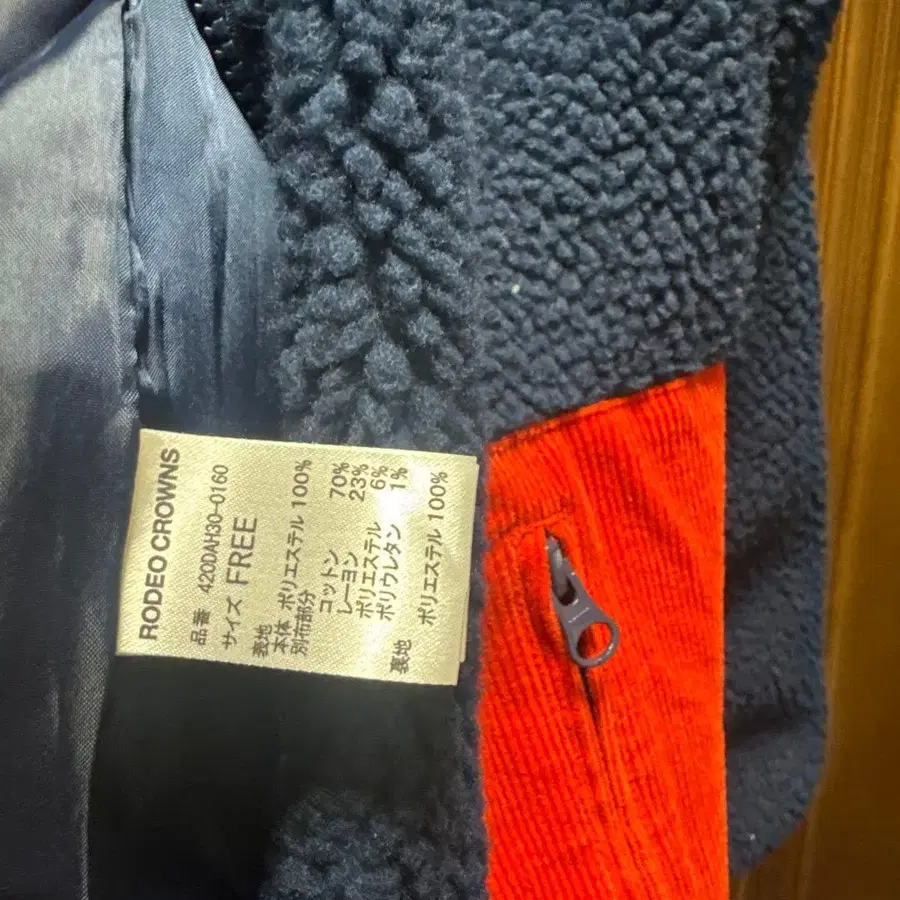 RODEO CROWNS
品番 420DAH30-0160
サイズ FREE
表地
本体 ポリエステル 100%
別布部分
コットン 70%
レーヨン 23%
ポリエステル 6%
ポリウレタン 1%
裏地 ポリエステル 100%